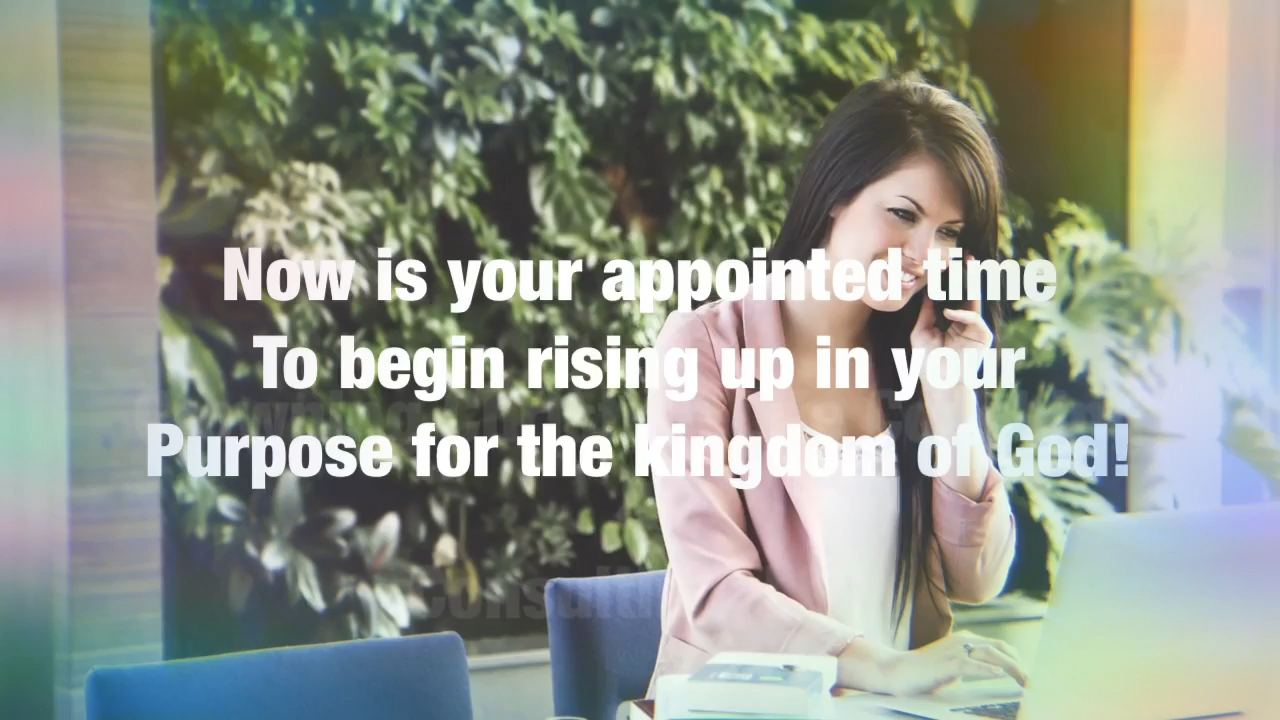 Now is your appointed time
To begin rising up in your
Purpose for the kingdom of God!